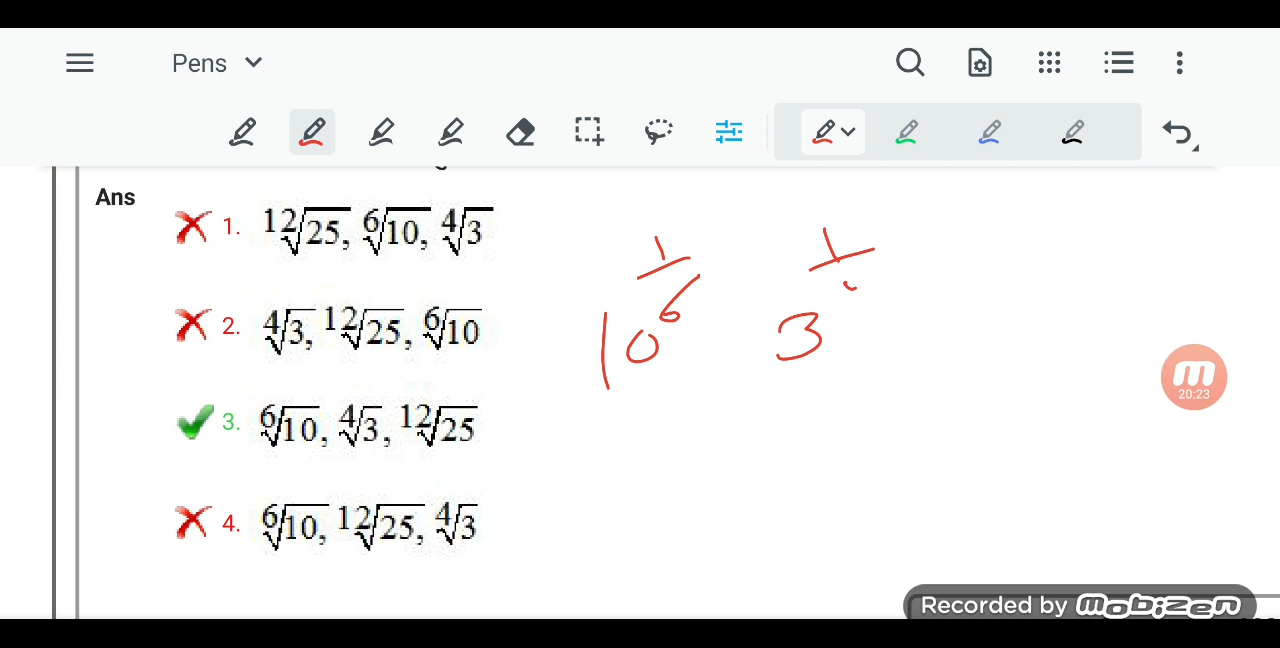 Pens
Ans
1. ¹²√25, ⁶√10, ⁴√3
2. ⁴√3, ¹²√25, ⁶√10
3. ⁶√10, ⁴√3, ¹²√25
4. ⁶√10, ¹²√25, ⁴√3
10^(1/6) 3^(1/
m
20:23
Recorded by mobizen